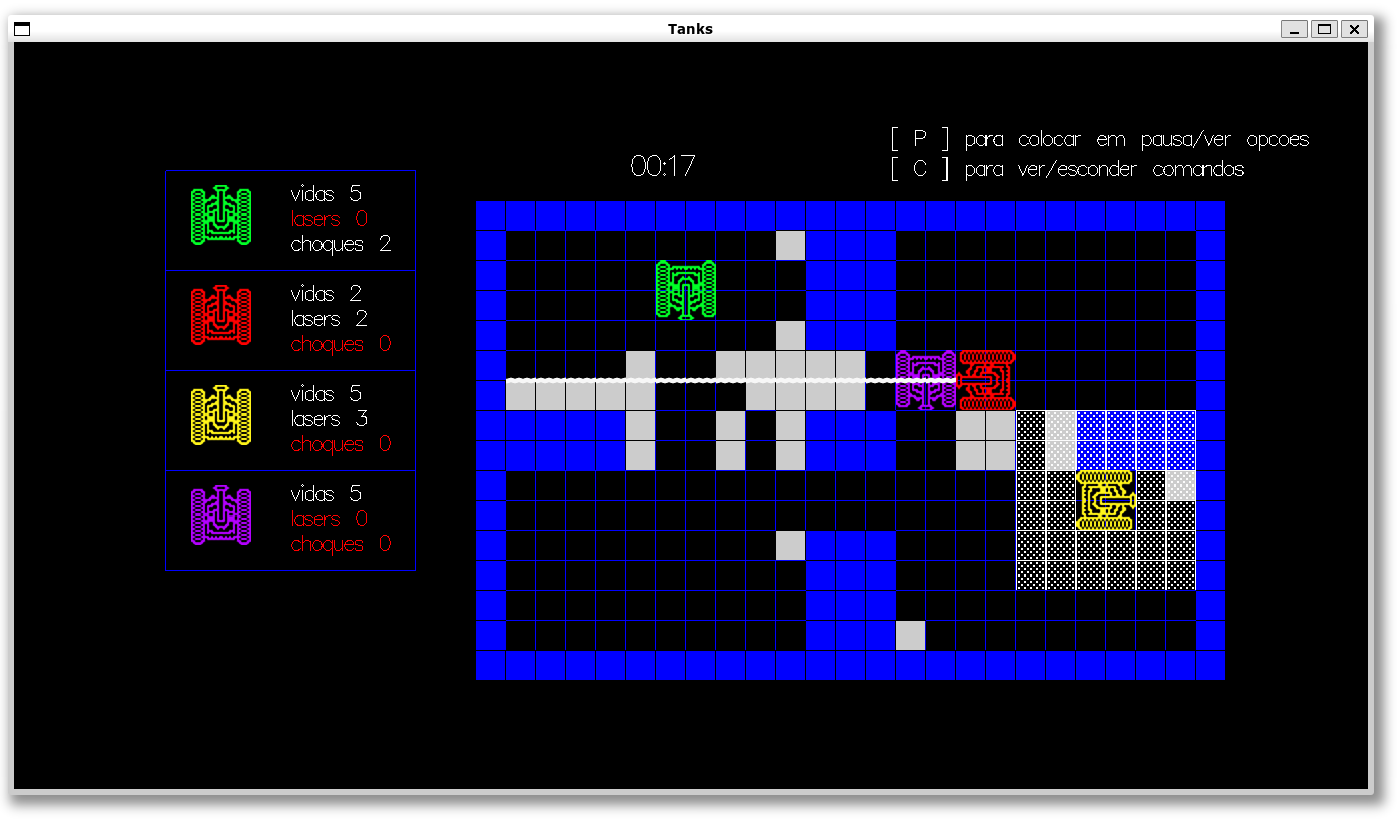 Tanks
[ P ] para colocar em pausa/ver opcoes
00:17
[ C ] para ver/esconder comandos
vidas 5
lasers 0
choques 2
vidas 2
lasers 2
choques 0
vidas 5
lasers 3
choques 0
vidas 5
lasers 0
choques 0